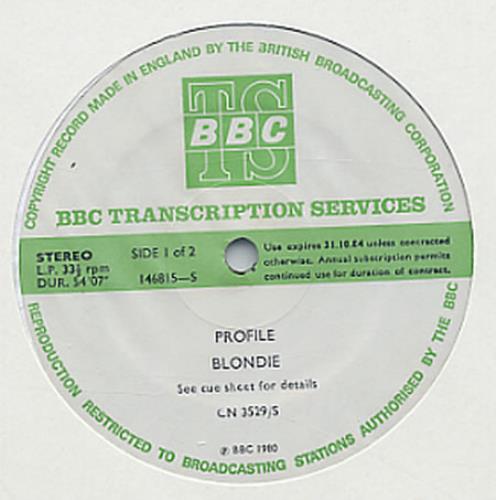 COPYRIGHT RECORD MADE IN ENGLAND BY THE BRITISH BROADCASTING CORPORATION
TS
BBC
BBC TRANSCRIPTION SERVICES
STEREO
L.P. 33⅓ rpm
DUR. 54'07"
SIDE 1 of 2
146815—S
Use expires 31.10.84 unless contracted
otherwise. Annual subscription permits
continued use for duration of contract.
PROFILE
BLONDIE
See cue sheet for details
CN 3529/S
℗ BBC 1980
REPRODUCTION RESTRICTED TO BROADCASTING STATIONS AUTHORISED BY THE BBC